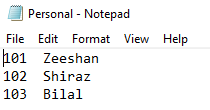 Personal - Notepad
File Edit Format View Help
101 Zeeshan
102 Shiraz
103 Bilal